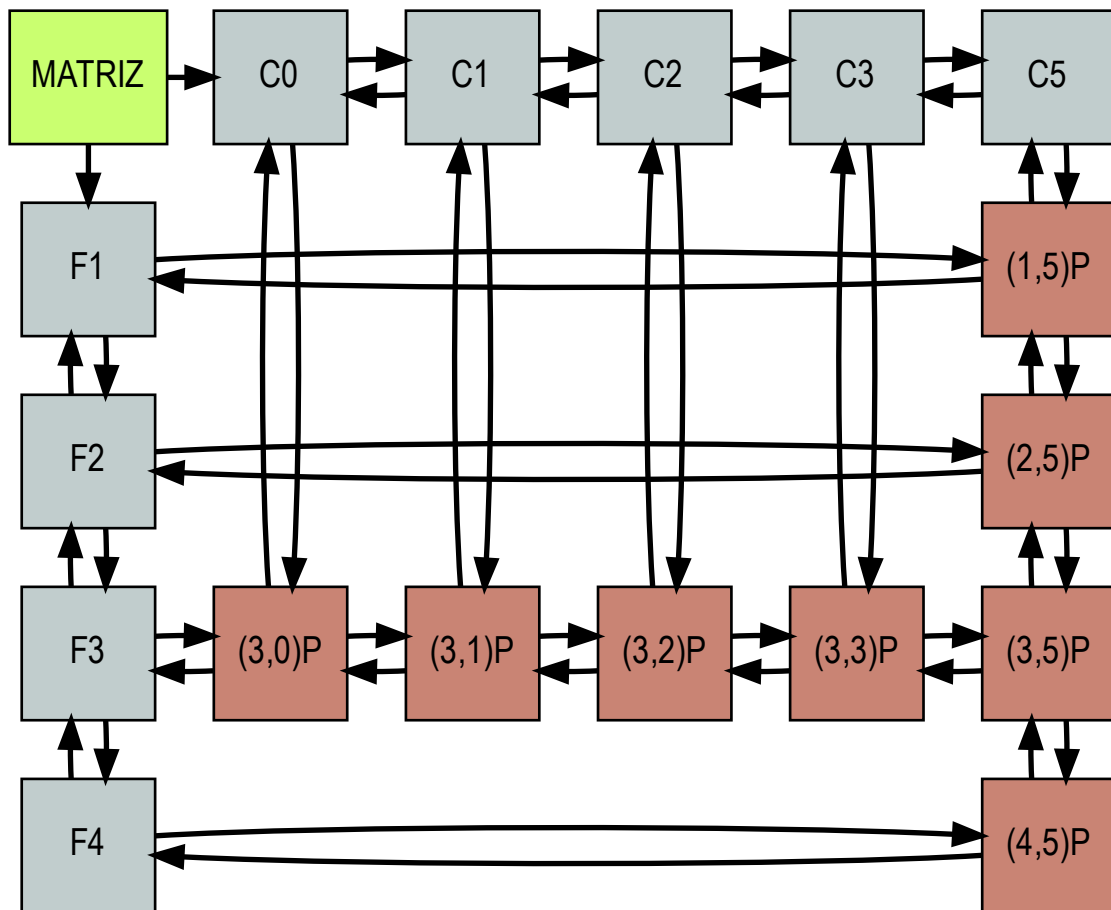 MATRIZ C0 C1 C2 C3 C5
F1 (1,5)P
F2 (2,5)P
F3 (3,0)P (3,1)P (3,2)P (3,3)P (3,5)P
F4 (4,5)P